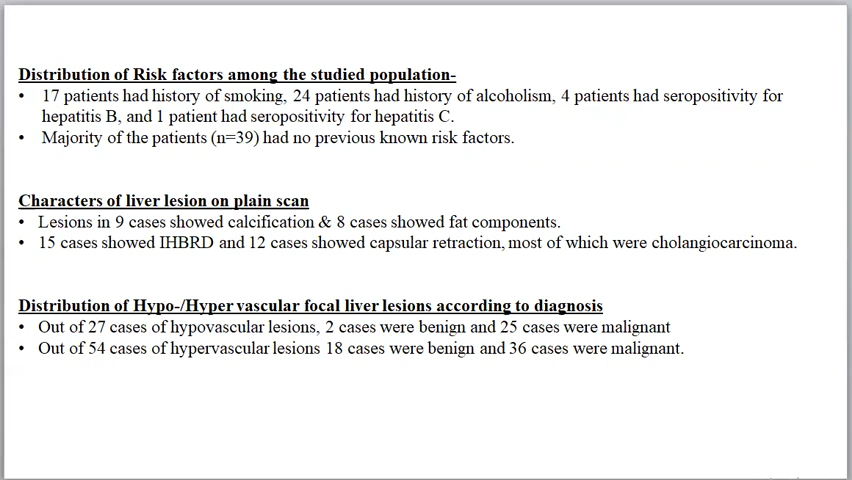 Distribution of Risk factors among the studied population-
• 17 patients had history of smoking, 24 patients had history of alcoholism, 4 patients had seropositivity for
hepatitis B, and 1 patient had seropositivity for hepatitis C.
• Majority of the patients (n=39) had no previous known risk factors.
Characters of liver lesion on plain scan
• Lesions in 9 cases showed calcification & 8 cases showed fat components.
• 15 cases showed IHBRD and 12 cases showed capsular retraction, most of which were cholangiocarcinoma.
Distribution of Hypo-/Hyper vascular focal liver lesions according to diagnosis
• Out of 27 cases of hypovascular lesions, 2 cases were benign and 25 cases were malignant
• Out of 54 cases of hypervascular lesions 18 cases were benign and 36 cases were malignant.